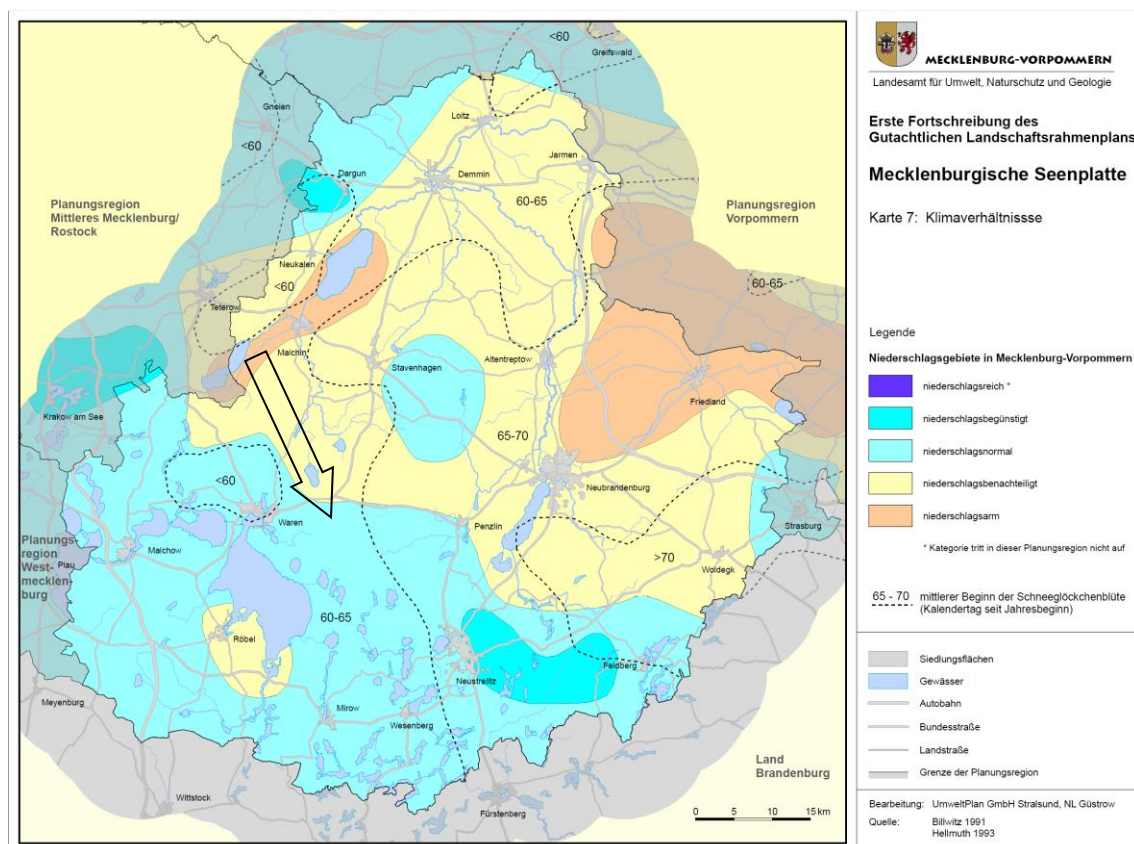 <60
Greifswald
Gnoien
<60
Loitz
Dargun
Jarmen
Demmin
60-65
Planungsregion
Mittleres Mecklenburg/
Rostock
Planungsregion
Vorpommern
Neukalen
<60
60-65
Teterow
Malchin
Altentreptow
Stavenhagen
Friedland
Krakow am See
65-70
<60
Neubrandenburg
Waren
Penzlin
Strasburg
Malchow
>70
Woldegk
Planungs-
region
West-
mecklen-
burg
Plau
60-65
Röbel
Feldberg
Neustrelitz
Meyenburg
Mirow
Wesenberg
Land
Brandenburg
Wittstock
Fürstenberg
0 5 10 15 km
MECKLENBURG-VORPOMMERN
Landesamt für Umwelt, Naturschutz und Geologie
Erste Fortschreibung des
Gutachtlichen Landschaftsrahmenplans
Mecklenburgische Seenplatte
Karte 7: Klimaverhältnissse
Legende
Niederschlagsgebiete in Mecklenburg-Vorpommern
niederschlagsreich *
niederschlagsbegünstigt
niederschlagsnormal
niederschlagsbenachteiligt
niederschlagsarm
* Kategorie tritt in dieser Planungsregion nicht auf
65 - 70 mittlerer Beginn der Schneeglöckchenblüte
(Kalendertag seit Jahresbeginn)
Siedlungsflächen
Gewässer
Autobahn
Bundesstraße
Landstraße
Grenze der Planungsregion
Bearbeitung: UmweltPlan GmbH Stralsund, NL Güstrow
Quelle: Billwitz 1991
Hellmuth 1993